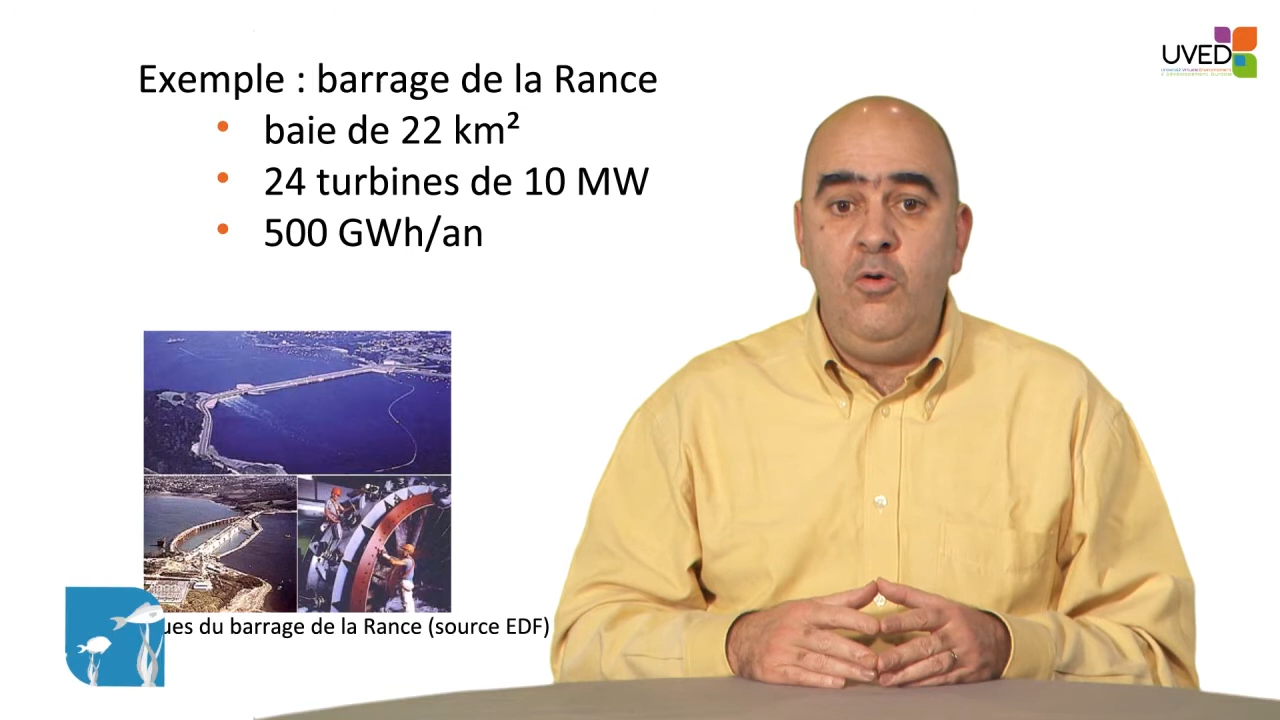 Exemple : barrage de la Rance
• baie de 22 km²
• 24 turbines de 10 MW
• 500 GWh/an
UVED
ues du barrage de la Rance (source EDF)